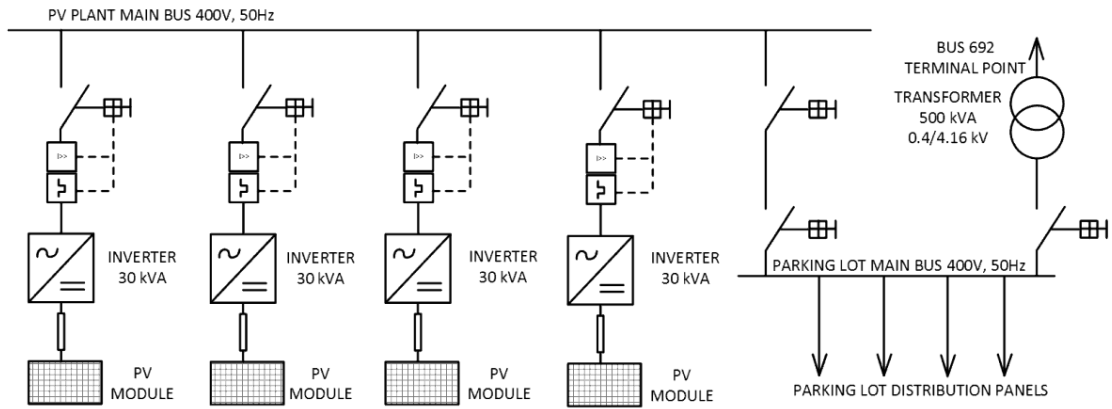 PV PLANT MAIN BUS 400V, 50Hz
BUS 692
TERMINAL POINT
TRANSFORMER
500 kVA
0.4/4.16 kV
I>>
I>>
I>>
I>>
INVERTER
30 kVA
INVERTER
30 kVA
INVERTER
30 kVA
INVERTER
30 kVA
PARKING LOT MAIN BUS 400V, 50Hz
PV
MODULE
PV
MODULE
PV
MODULE
PV
MODULE
PARKING LOT DISTRIBUTION PANELS